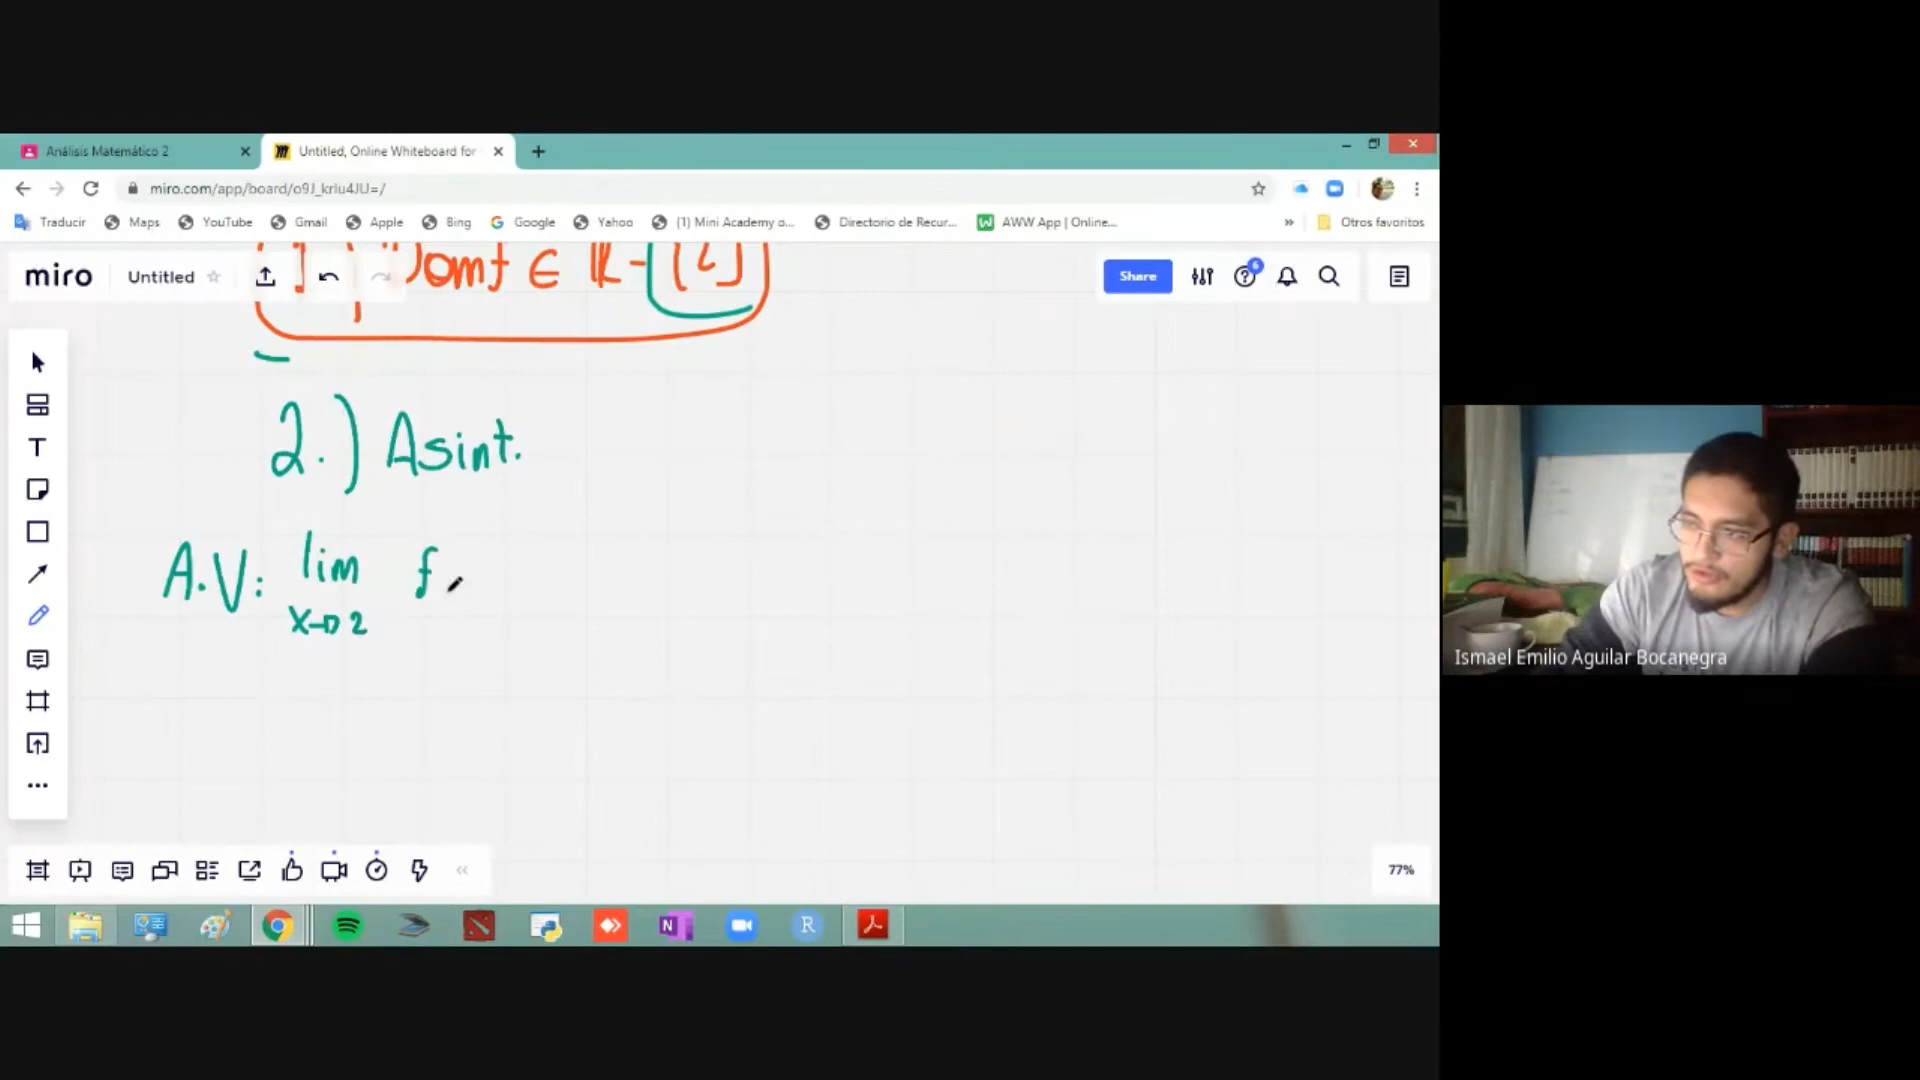 Análisis Matemático 2
Untitled, Online Whiteboard for
miro.com/app/board/o9J_krIu4JU=/
Traducir Maps YouTube Gmail Apple Bing Google Yahoo (1) Mini Academy o... Directorio de Recur... AWW App | Online... » Otros favoritos
miro Untitled Share 6
Domf ∈ ℝ - {2}
2.) Asint.
A.V: lim f
x→2
T
77%
N R
Ismael Emilio Aguilar Bocanegra